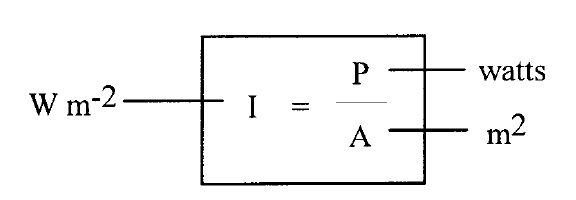 P watts
W m-2 I =
A m2